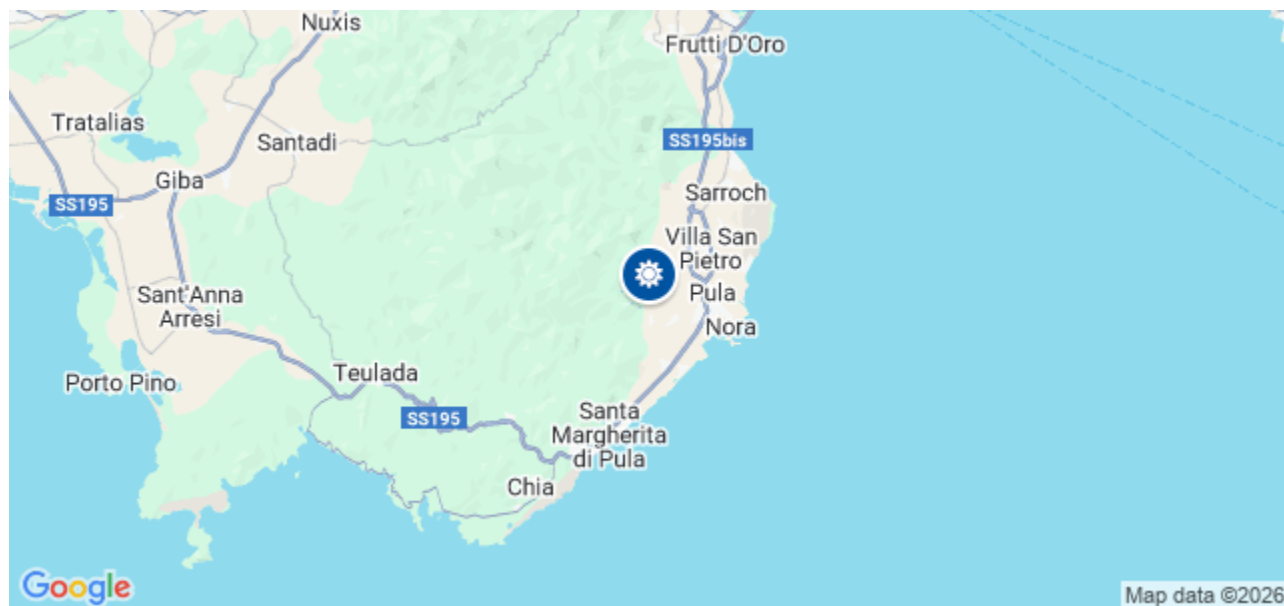 Nuxis
Frutti D'Oro
Tratalias
Santadi
SS195bis
Giba
Sarroch
SS195
Villa San
Pietro
Sant'Anna
Arresi
Pula
Nora
Teulada
Porto Pino
SS195
Santa
Margherita
di Pula
Chia
Google
Map data ©2026